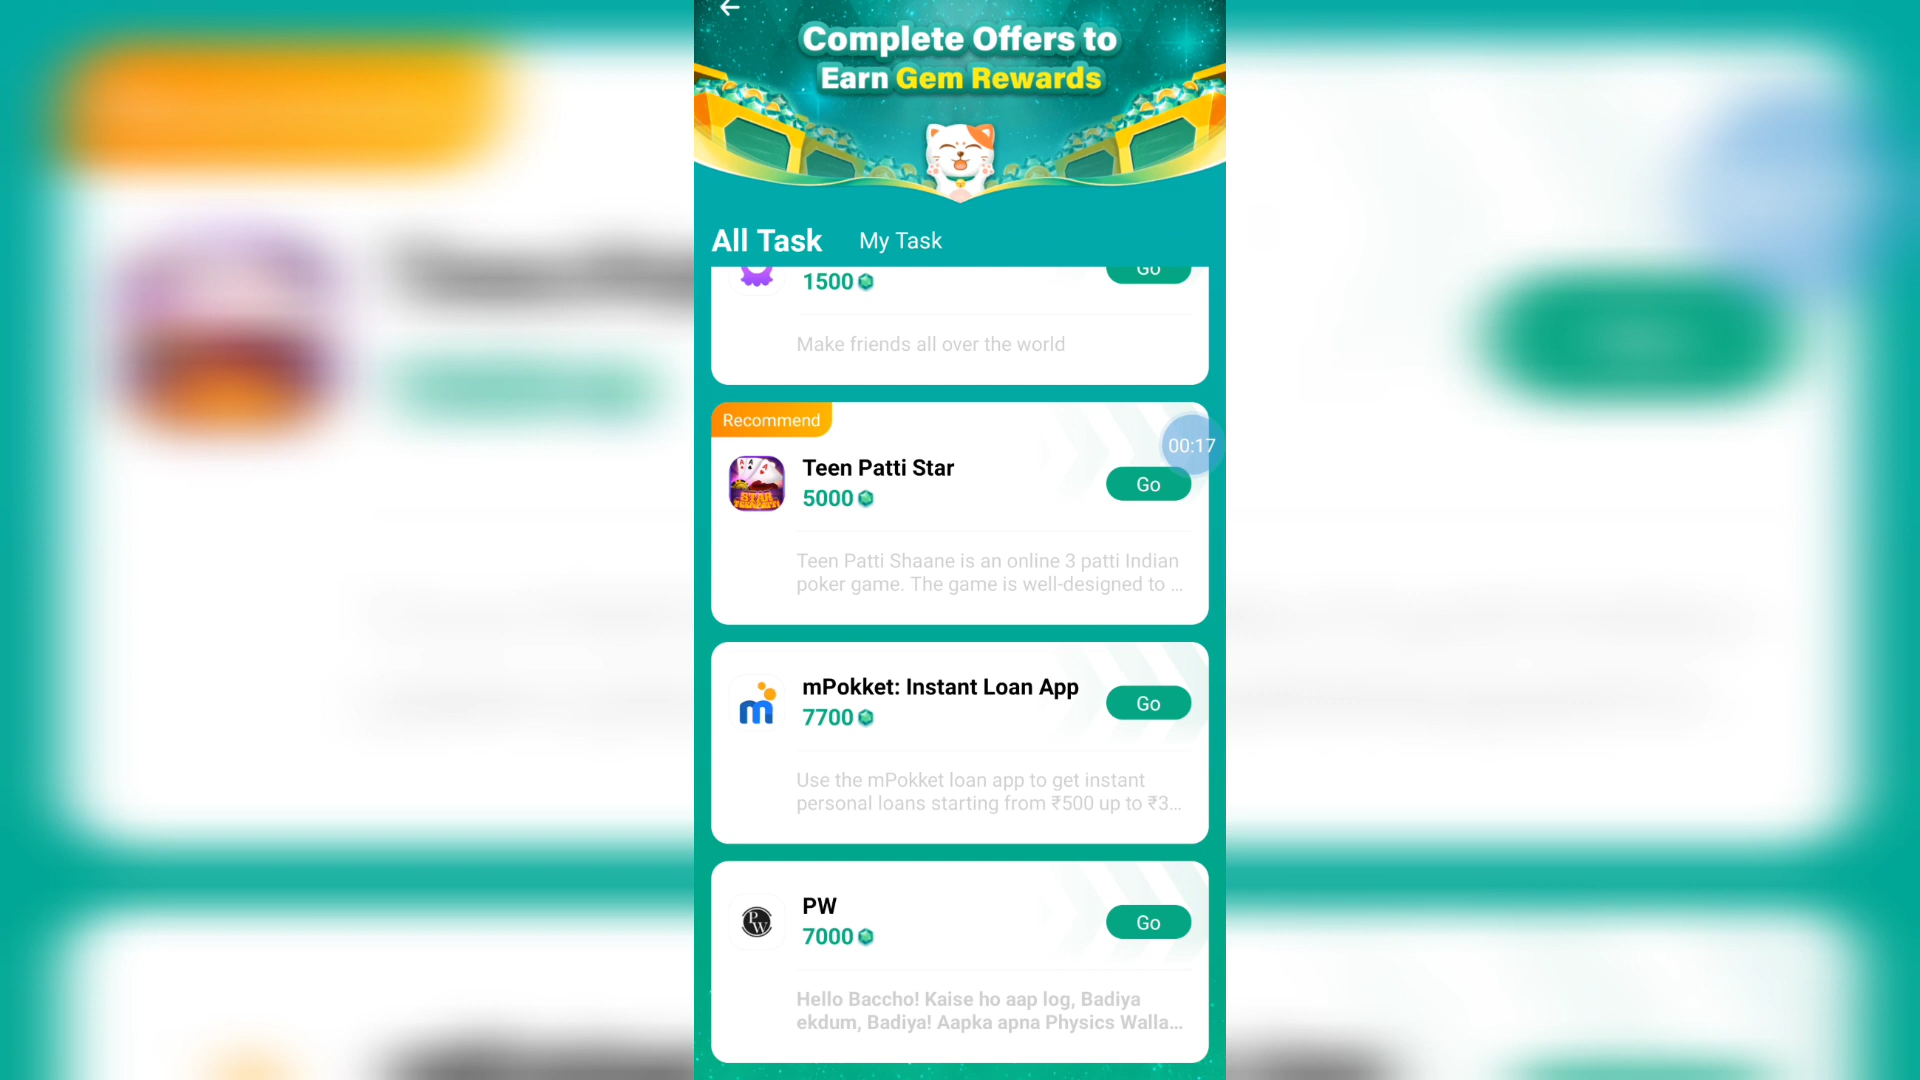 Complete Offers to
Earn Gem Rewards
All Task
My Task
1500
Go
Make friends all over the world
Recommend
00:17
Teen Patti Star
5000
Go
STAR
TEENPATTI
Teen Patti Shaane is an online 3 patti Indian
poker game. The game is well-designed to ...
mPokket: Instant Loan App
7700
Go
m
Use the mPokket loan app to get instant
personal loans starting from ₹500 up to ₹3...
PW
7000
Go
PW
Hello Baccho! Kaise ho aap log, Badiya
ekdum, Badiya! Aapka apna Physics Walla...